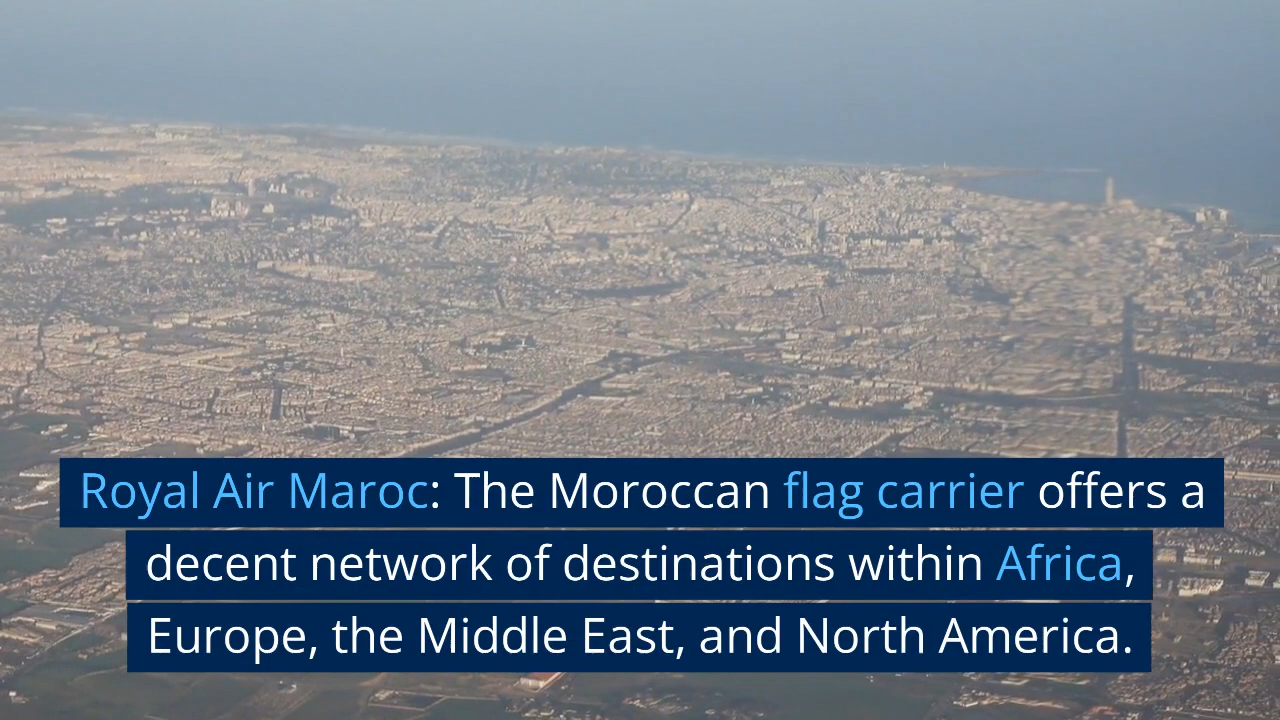 Royal Air Maroc: The Moroccan flag carrier offers a
decent network of destinations within Africa,
Europe, the Middle East, and North America.